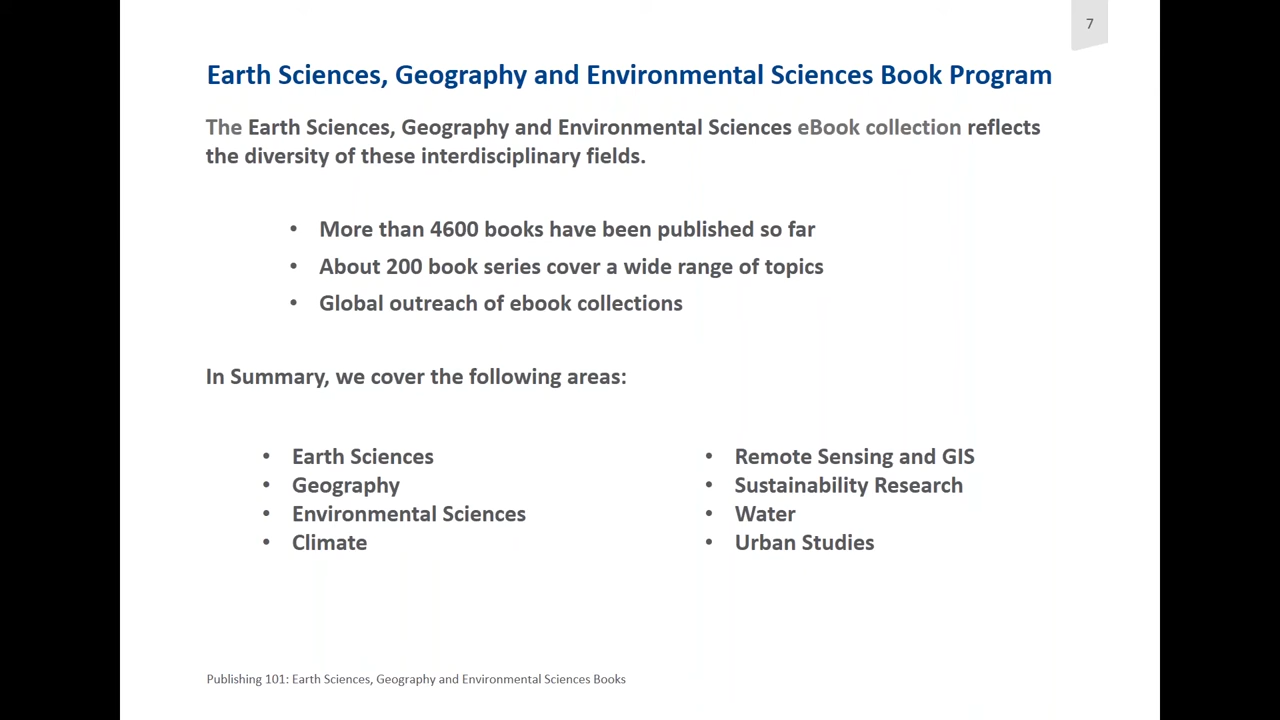 7
Earth Sciences, Geography and Environmental Sciences Book Program
The Earth Sciences, Geography and Environmental Sciences eBook collection reflects
the diversity of these interdisciplinary fields.
• More than 4600 books have been published so far
• About 200 book series cover a wide range of topics
• Global outreach of ebook collections
In Summary, we cover the following areas:
• Earth Sciences
• Geography
• Environmental Sciences
• Climate
• Remote Sensing and GIS
• Sustainability Research
• Water
• Urban Studies
Publishing 101: Earth Sciences, Geography and Environmental Sciences Books